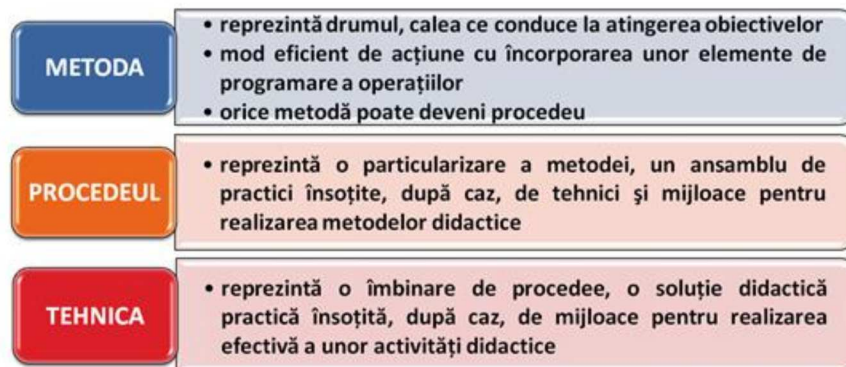 METODA
• reprezintă drumul, calea ce conduce la atingerea obiectivelor
• mod eficient de acțiune cu încorporarea unor elemente de
programare a operațiilor
• orice metodă poate deveni procedeu
PROCEDEUL
• reprezintă o particularizare a metodei, un ansamblu de
practici însoțite, după caz, de tehnici şi mijloace pentru
realizarea metodelor didactice
TEHNICA
• reprezintă o îmbinare de procedee, o soluție didactică
practică însoțită, după caz, de mijloace pentru realizarea
efectivă a unor activități didactice